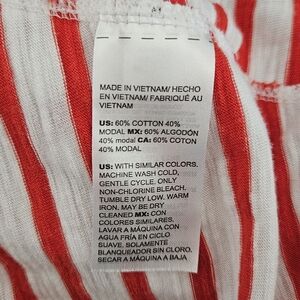 MADE IN VIETNAM/ HECHO
EN VIETNAM/ FABRIQUÉ AU
VIETNAM
US: 60% COTTON 40%
MODAL MX: 60% ALGODÓN
40% modal CA: 60% COTON
40% MODAL
US: WITH SIMILAR COLORS.
MACHINE WASH COLD,
GENTLE CYCLE. ONLY
NON-CHLORINE BLEACH.
TUMBLE DRY LOW. WARM
IRON. MAY BE DRY
CLEANED MX: CON
COLORES SIMILARES.
LAVAR A MÁQUINA CON
AGUA FRÍA EN CICLO
SUAVE. SOLAMENTE
BLANQUEAR SIN CLORO.
SECAR A MÁQUINA A BAJA